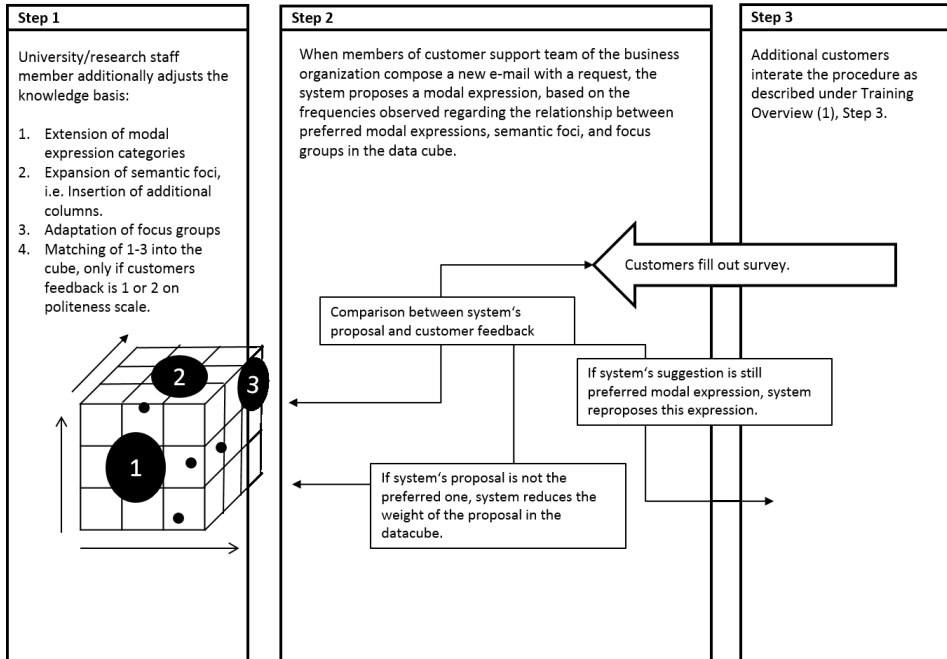 Step 1
University/research staff
member additionally adjusts the
knowledge basis:
1. Extension of modal
expression categories
2. Expansion of semantic foci,
i.e. Insertion of additional
columns.
3. Adaptation of focus groups
4. Matching of 1-3 into the
cube, only if customers
feedback is 1 or 2 on
politeness scale.
2
3
1
Step 2
When members of customer support team of the business
organization compose a new e-mail with a request, the
system proposes a modal expression, based on the
frequencies observed regarding the relationship between
preferred modal expressions, semantic foci, and focus
groups in the data cube.
Comparison between system's
proposal and customer feedback
If system's proposal is not the
preferred one, system reduces the
weight of the proposal in the
datacube.
Step 3
Additional customers
interate the procedure as
described under Training
Overview (1), Step 3.
Customers fill out survey.
If system's suggestion is still
preferred modal expression, system
reproposes this expression.